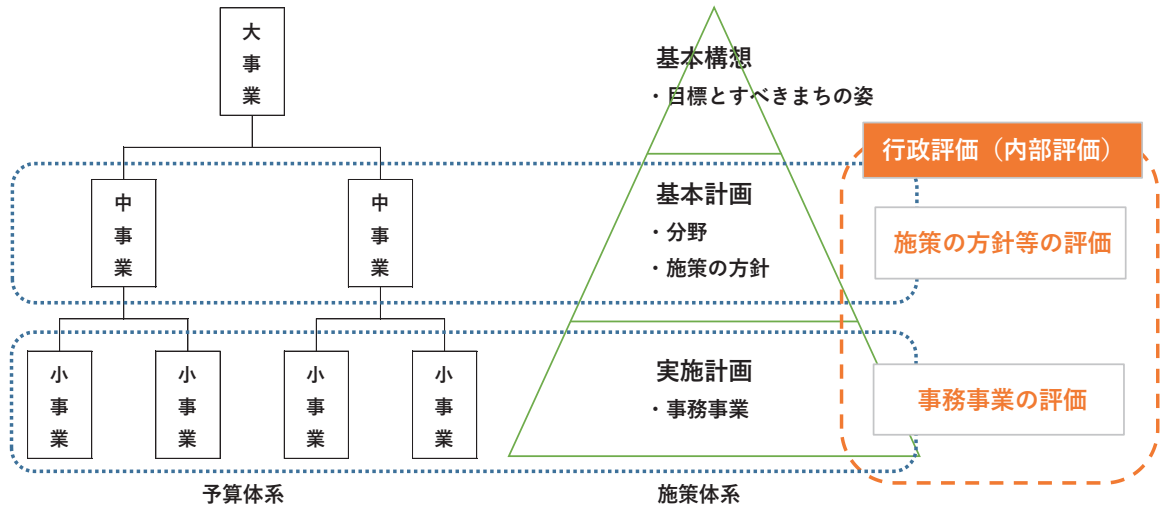 大事業
基本構想
・目標とすべきまちの姿
行政評価（内部評価）
中事業
中事業
基本計画
・分野
・施策の方針
施策の方針等の評価
小事業
小事業
小事業
小事業
実施計画
・事務事業
事務事業の評価
予算体系
施策体系